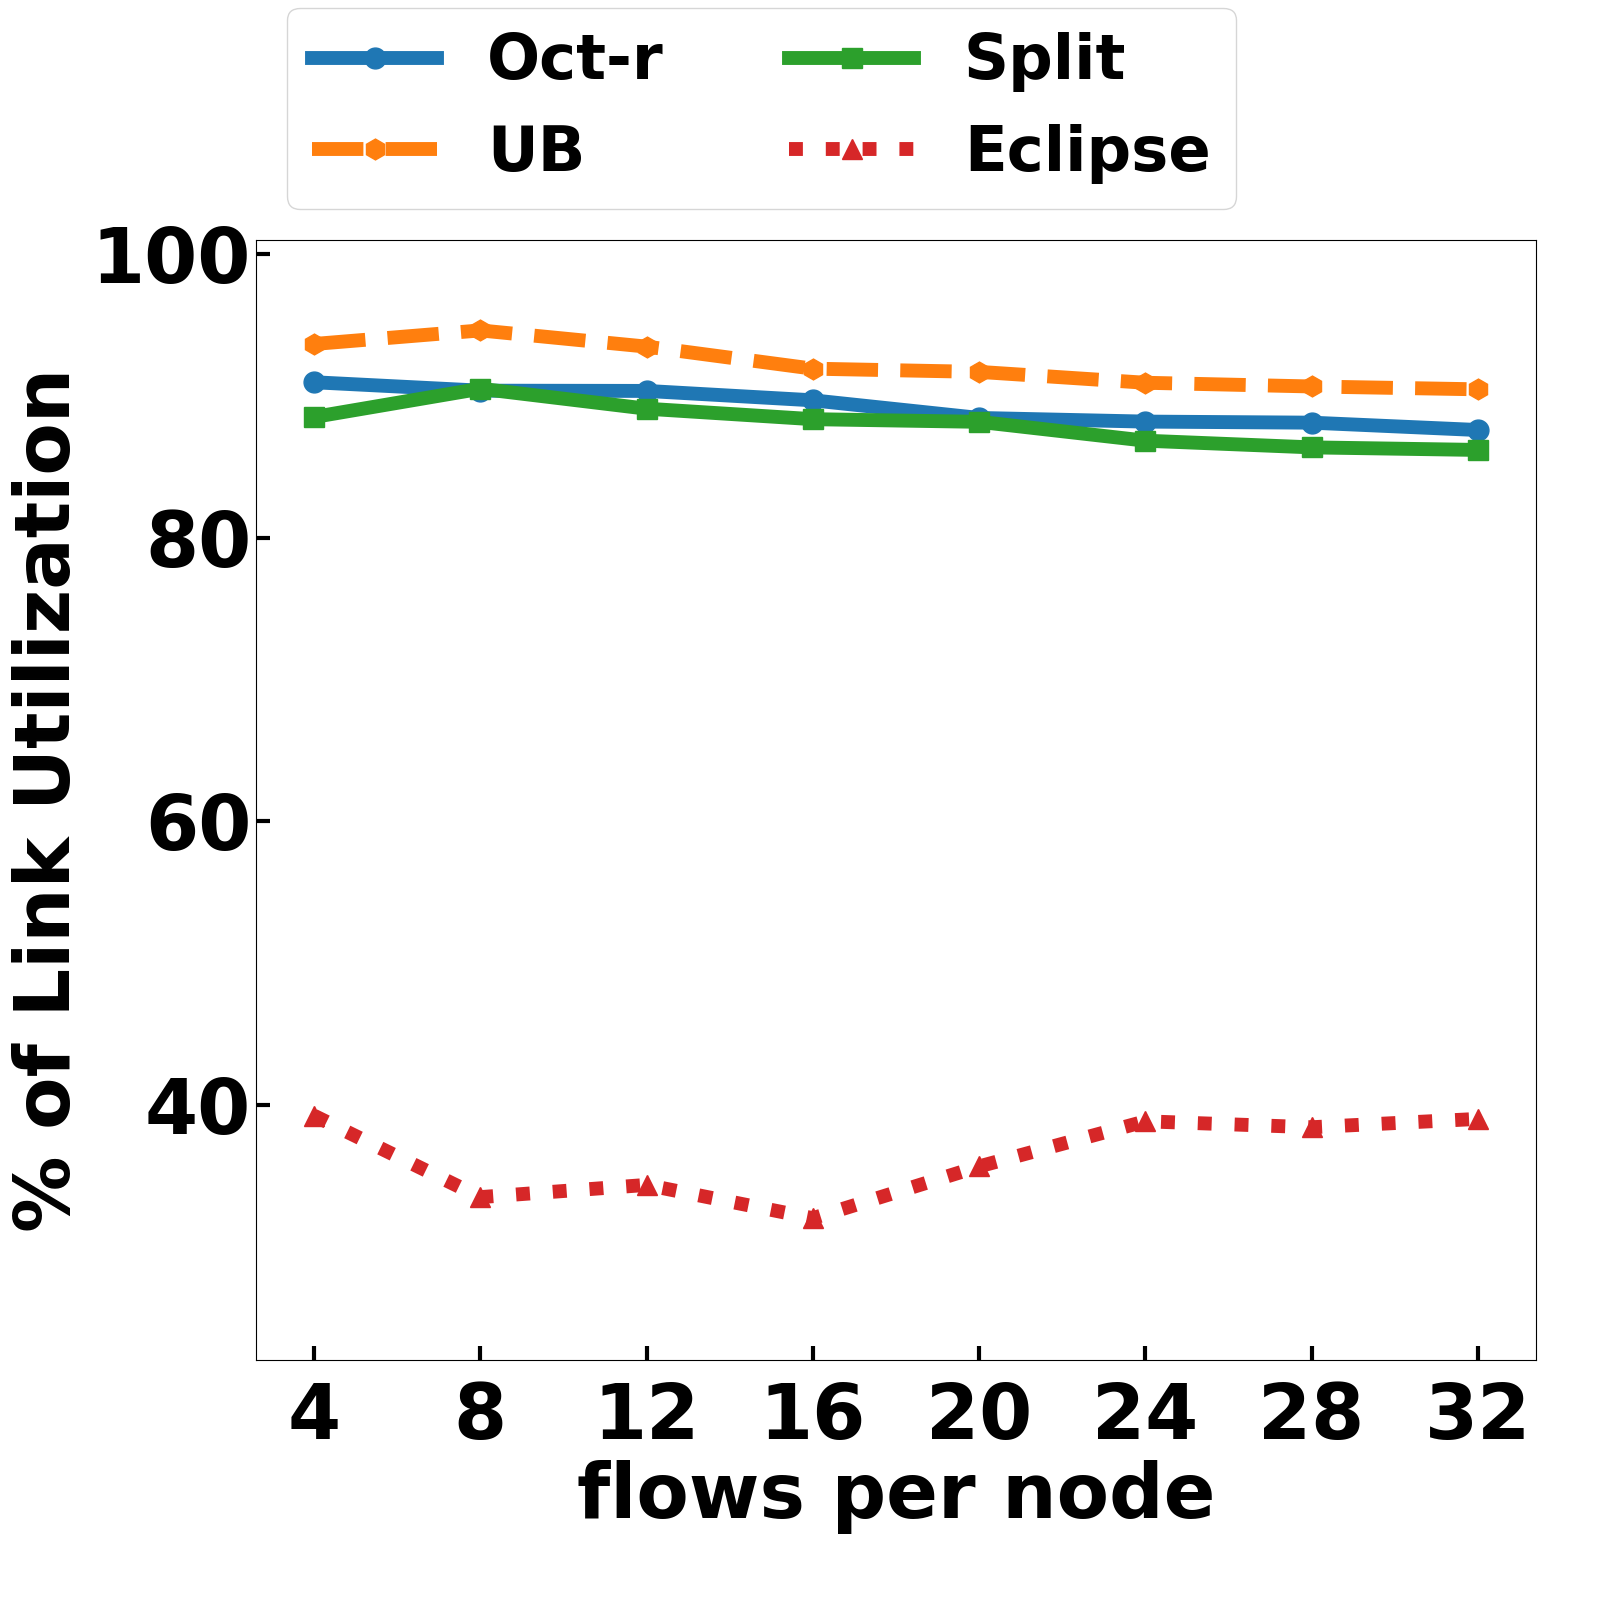 Oct-r
Split
UB
Eclipse
100
80
60
40
% of Link Utilization
4 8 12 16 20 24 28 32
flows per node